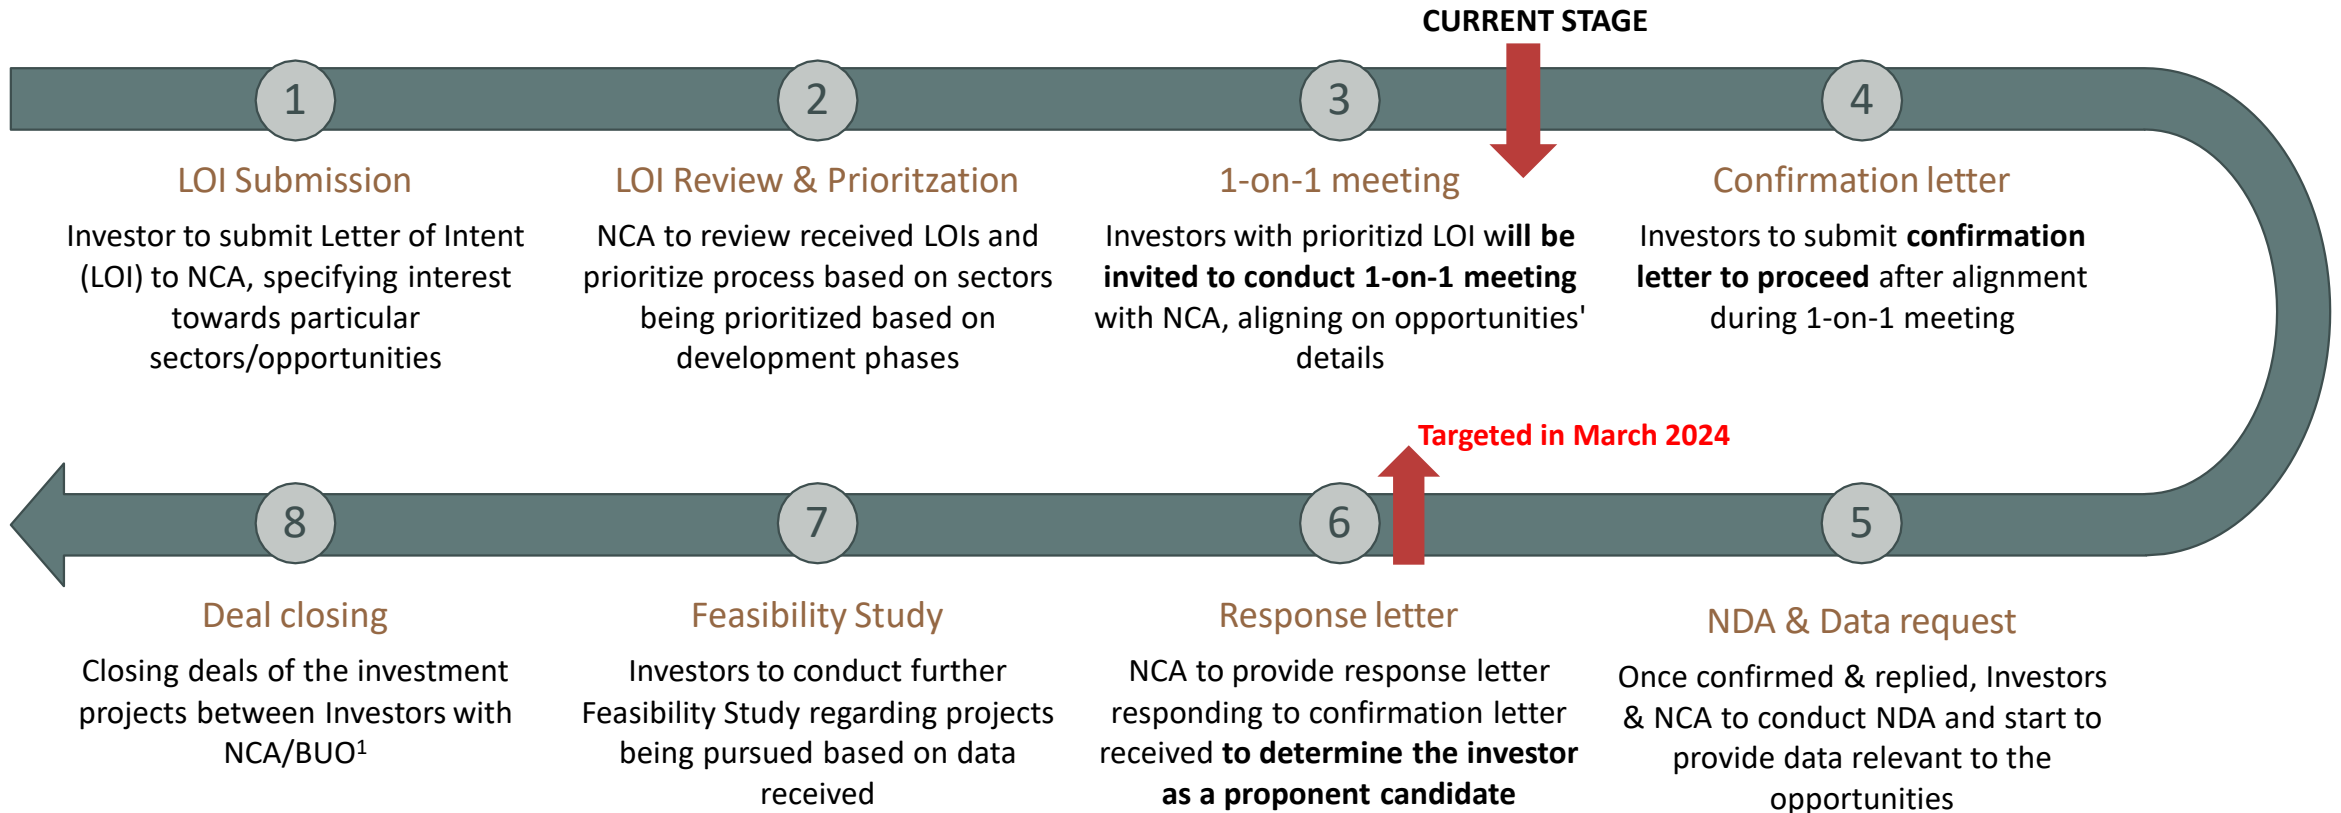 CURRENT STAGE
1
2
3
4
LOI Submission
Investor to submit Letter of Intent
(LOI) to NCA, specifying interest
towards particular
sectors/opportunities
LOI Review & Prioritzation
NCA to review received LOIs and
prioritize process based on sectors
being prioritized based on
development phases
1-on-1 meeting
Investors with prioritizd LOI will be
invited to conduct 1-on-1 meeting
with NCA, aligning on opportunities'
details
Confirmation letter
Investors to submit confirmation
letter to proceed after alignment
during 1-on-1 meeting
Targeted in March 2024
8
7
6
5
Deal closing
Closing deals of the investment
projects between Investors with
NCA/BUO¹
Feasibility Study
Investors to conduct further
Feasibility Study regarding projects
being pursued based on data
received
Response letter
NCA to provide response letter
responding to confirmation letter
received to determine the investor
as a proponent candidate
NDA & Data request
Once confirmed & replied, Investors
& NCA to conduct NDA and start to
provide data relevant to the
opportunities